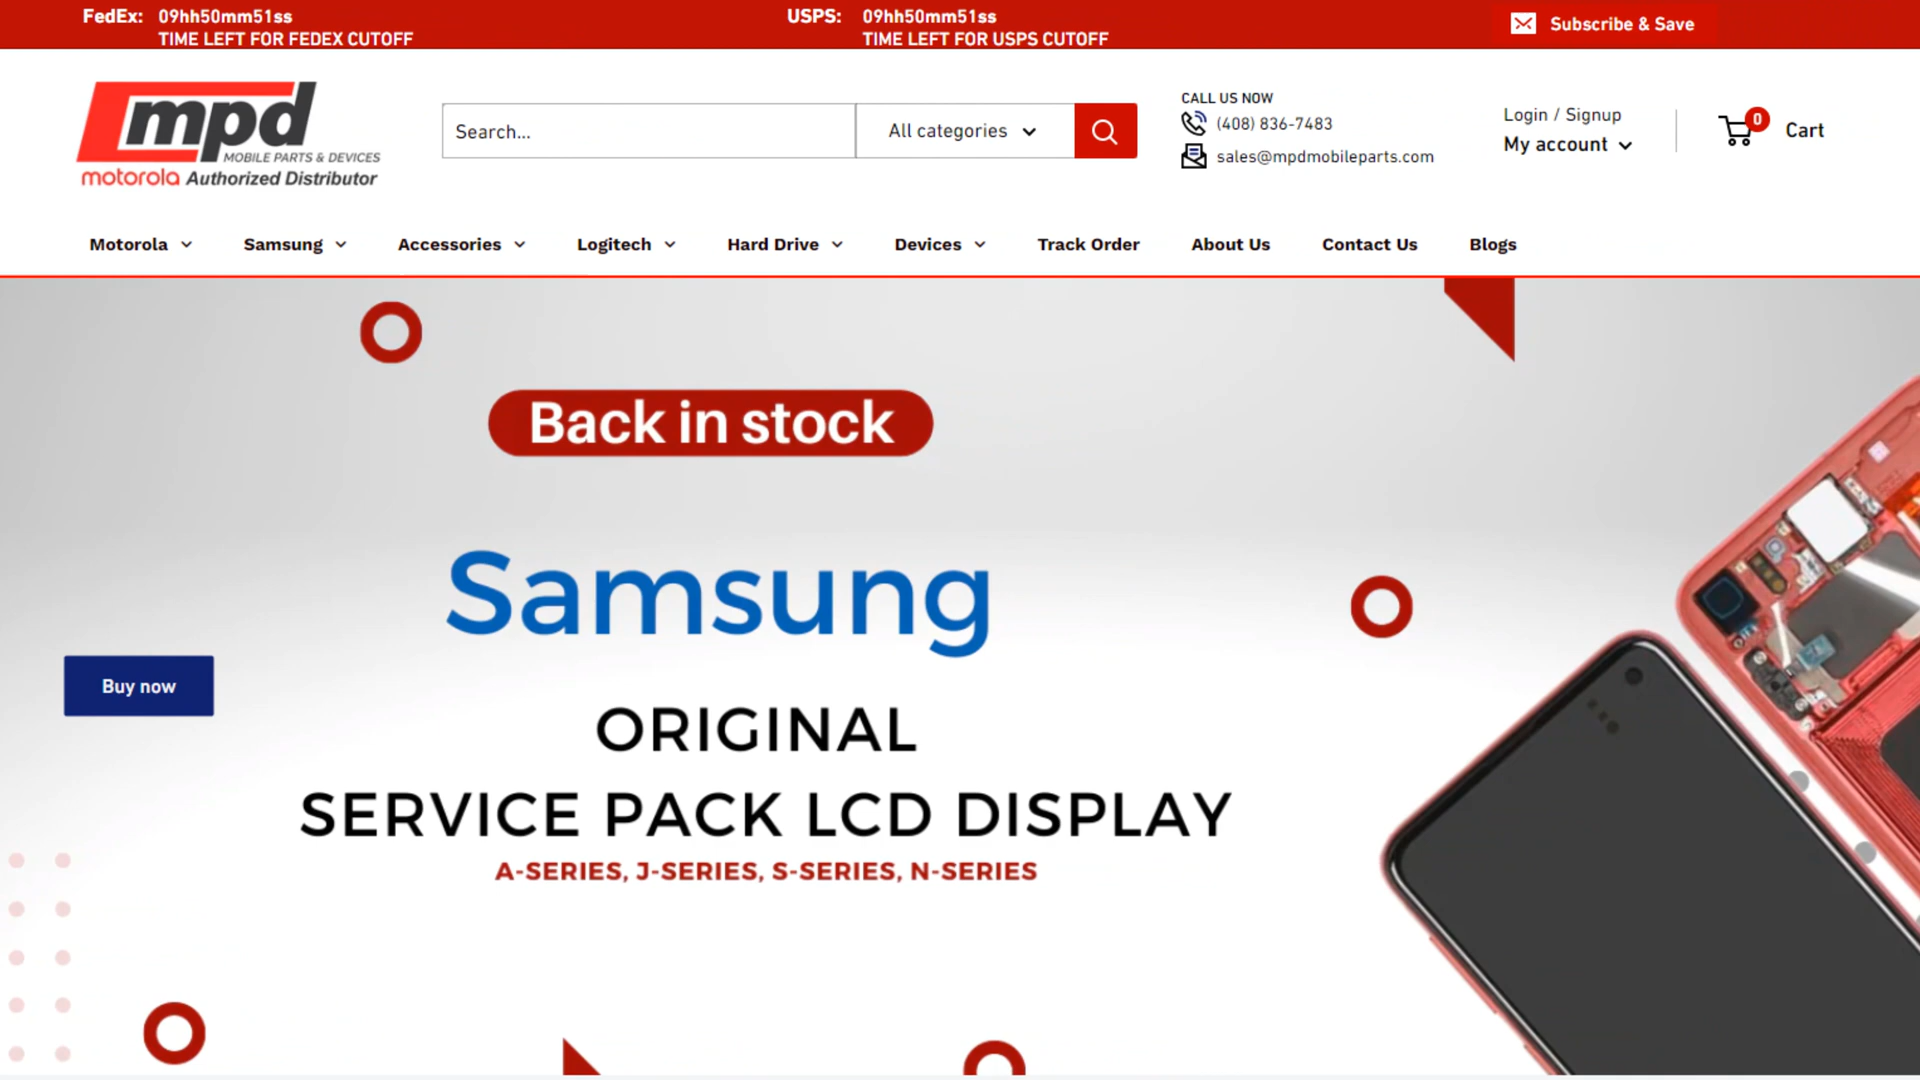 FedEx: 09hh50mm51ss
TIME LEFT FOR FEDEX CUTOFF
USPS: 09hh50mm51ss
TIME LEFT FOR USPS CUTOFF
Subscribe & Save
mpd
MOBILE PARTS & DEVICES
motorola Authorized Distributor
Search...
All categories
CALL US NOW
(408) 836-7483
sales@mpdmobileparts.com
Login / Signup
My account
0
Cart
Motorola
Samsung
Accessories
Logitech
Hard Drive
Devices
Track Order
About Us
Contact Us
Blogs
Back in stock
Samsung
Buy now
ORIGINAL
SERVICE PACK LCD DISPLAY
A-SERIES, J-SERIES, S-SERIES, N-SERIES